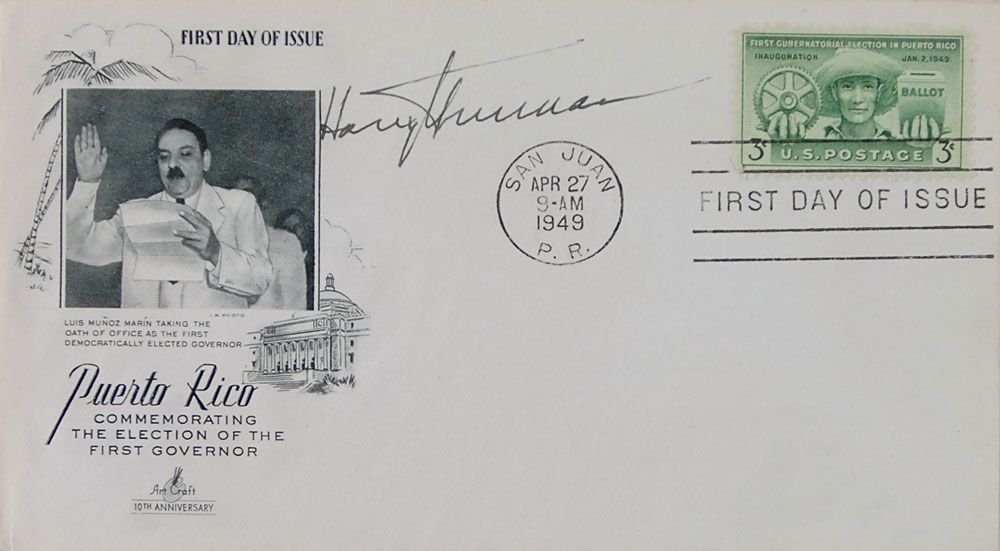 FIRST DAY OF ISSUE
Harry Truman
FIRST GUBERNATORIAL ELECTION IN PUERTO RICO
INAUGURATION JAN. 2, 1949
BALLOT
3¢ U.S. POSTAGE 3¢
SAN JUAN
APR 27
9-AM
1949
P. R.
FIRST DAY OF ISSUE
I.N. PHOTO
LUIS MUÑOZ MARÍN TAKING THE
OATH OF OFFICE AS THE FIRST
DEMOCRATICALLY ELECTED GOVERNOR
Puerto Rico
COMMEMORATING
THE ELECTION OF THE
FIRST GOVERNOR
Art Craft
10TH ANNIVERSARY